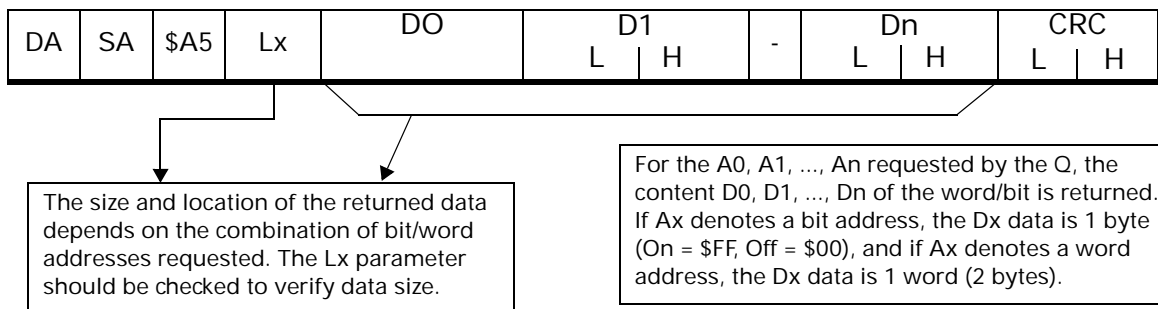 DA SA $A5 Lx DO D1 - Dn CRC
L H L H L H
The size and location of the returned data
depends on the combination of bit/word
addresses requested. The Lx parameter
should be checked to verify data size.
For the A0, A1, ..., An requested by the Q, the
content D0, D1, ..., Dn of the word/bit is returned.
If Ax denotes a bit address, the Dx data is 1 byte
(On = $FF, Off = $00), and if Ax denotes a word
address, the Dx data is 1 word (2 bytes).